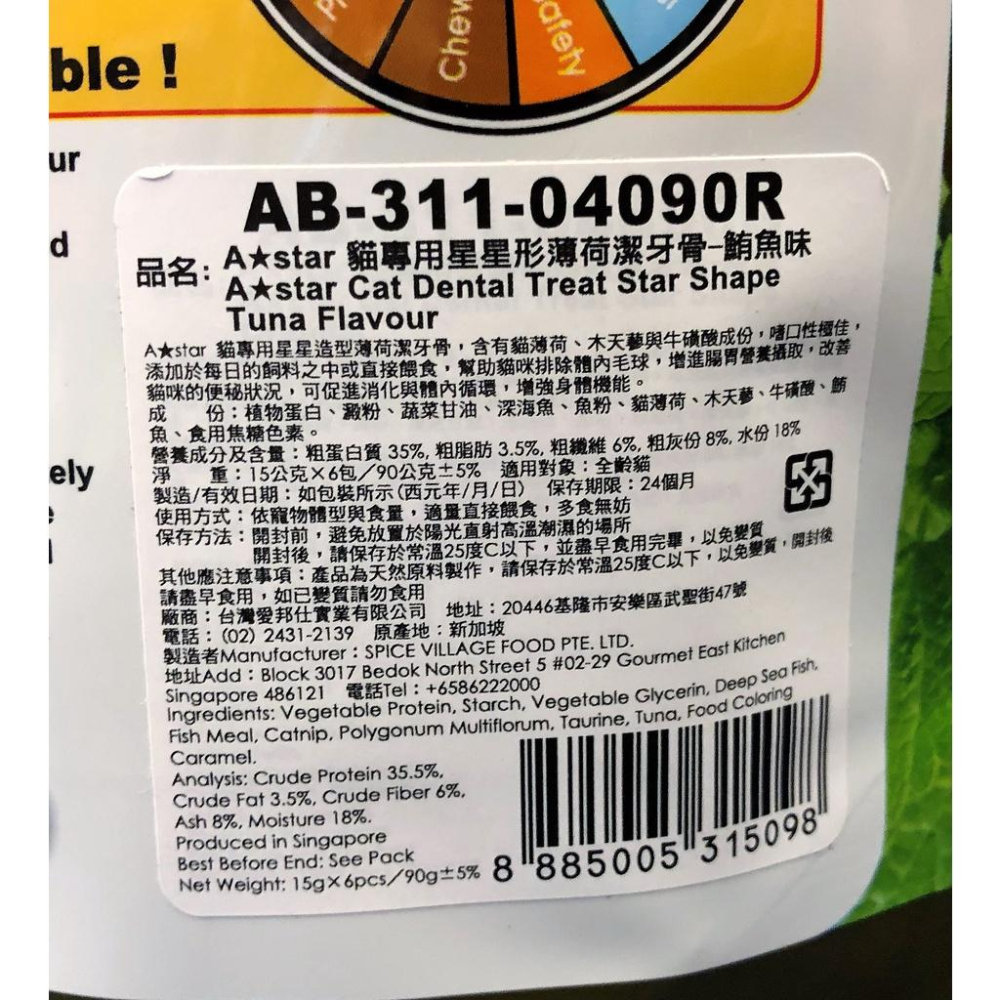 ble !
Chew
Safety
ur
d
ely
AB-311-04090R
品名: A★star 貓專用星星形薄荷潔牙骨-鮪魚味
A★star Cat Dental Treat Star Shape
Tuna Flavour
A★star 貓專用星星造型薄荷潔牙骨，含有貓薄荷、木天蓼與牛磺酸成份，嗜口性極佳，
添加於每日的飼料之中或直接餵食，幫助貓咪排除體內毛球，增進腸胃營養攝取，改善
貓咪的便秘狀況，可促進消化與體內循環，增強身體機能。
成　份：植物蛋白、澱粉、蔬菜甘油、深海魚、魚粉、貓薄荷、木天蓼、牛磺酸、鮪
魚、食用焦糖色素。
營養成分及含量：粗蛋白質 35%, 粗脂肪 3.5%, 粗纖維 6%, 粗灰份 8%, 水份 18%
淨　重：15公克×6包／90公克±5%　適用對象：全齡貓
製造/有效日期：如包裝所示(西元年/月/日)　保存期限：24個月
使用方式：依寵物體型與食量，適量直接餵食，多食無妨
保存方法：開封前，避免放置於陽光直射高溫潮濕的場所
開封後，請保存於常溫25度C以下，並盡早食用完畢，以免變質
其他應注意事項：產品為天然原料製作，請保存於常溫25度C以下，以免變質，開封後
請盡早食用，如已變質請勿食用
廠商：台灣愛邦仕實業有限公司　地址：20446基隆市安樂區武聖街47號
電話：(02) 2431-2139　原產地：新加坡
製造者Manufacturer：SPICE VILLAGE FOOD PTE. LTD.
地址Add：Block 3017 Bedok North Street 5 #02-29 Gourmet East Kitchen
Singapore 486121　電話Tel：+6586222000
Ingredients: Vegetable Protein, Starch, Vegetable Glycerin, Deep Sea Fish,
Fish Meal, Catnip, Polygonum Multiflorum, Taurine, Tuna, Food Coloring
Caramel.
Analysis: Crude Protein 35.5%,
Crude Fat 3.5%, Crude Fiber 6%,
Ash 8%, Moisture 18%.
Produced in Singapore
Best Before End: See Pack
Net Weight: 15g×6pcs/90g±5%
8 885005 315098